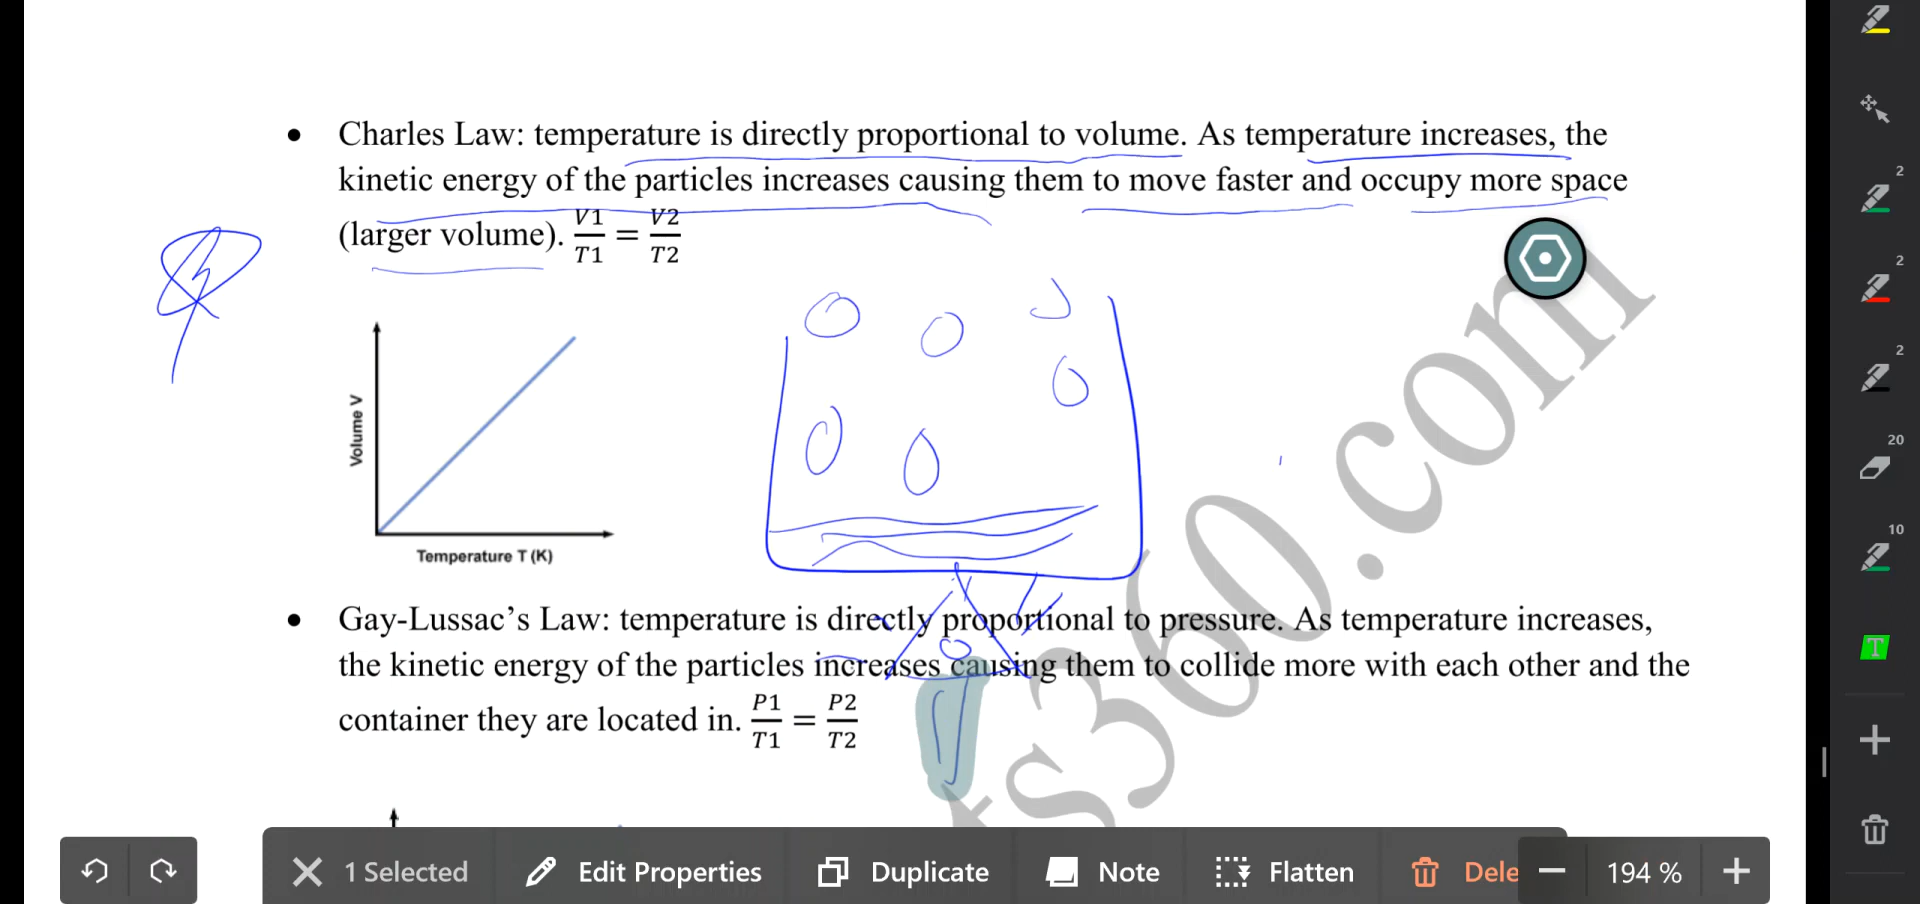 • Charles Law: temperature is directly proportional to volume. As temperature increases, the
kinetic energy of the particles increases causing them to move faster and occupy more space
(larger volume). V1/T1 = V2/T2
Volume V
Temperature T (K)
• Gay-Lussac’s Law: temperature is directly proportional to pressure. As temperature increases,
the kinetic energy of the particles increases causing them to collide more with each other and the
container they are located in. P1/T1 = P2/T2
ts360.com
2
2
2
20
10
T
1 Selected
Edit Properties
Duplicate
Note
Flatten
Dele
194 %